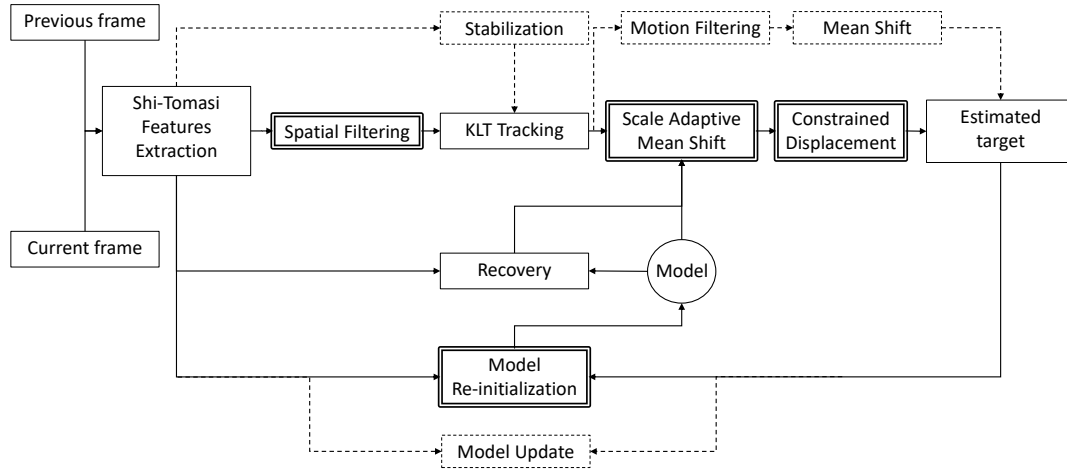 Previous frame
Stabilization
Motion Filtering
Mean Shift
Shi-Tomasi
Features
Extraction
Spatial Filtering
KLT Tracking
Scale Adaptive
Mean Shift
Constrained
Displacement
Estimated
target
Current frame
Recovery
Model
Model
Re-initialization
Model Update